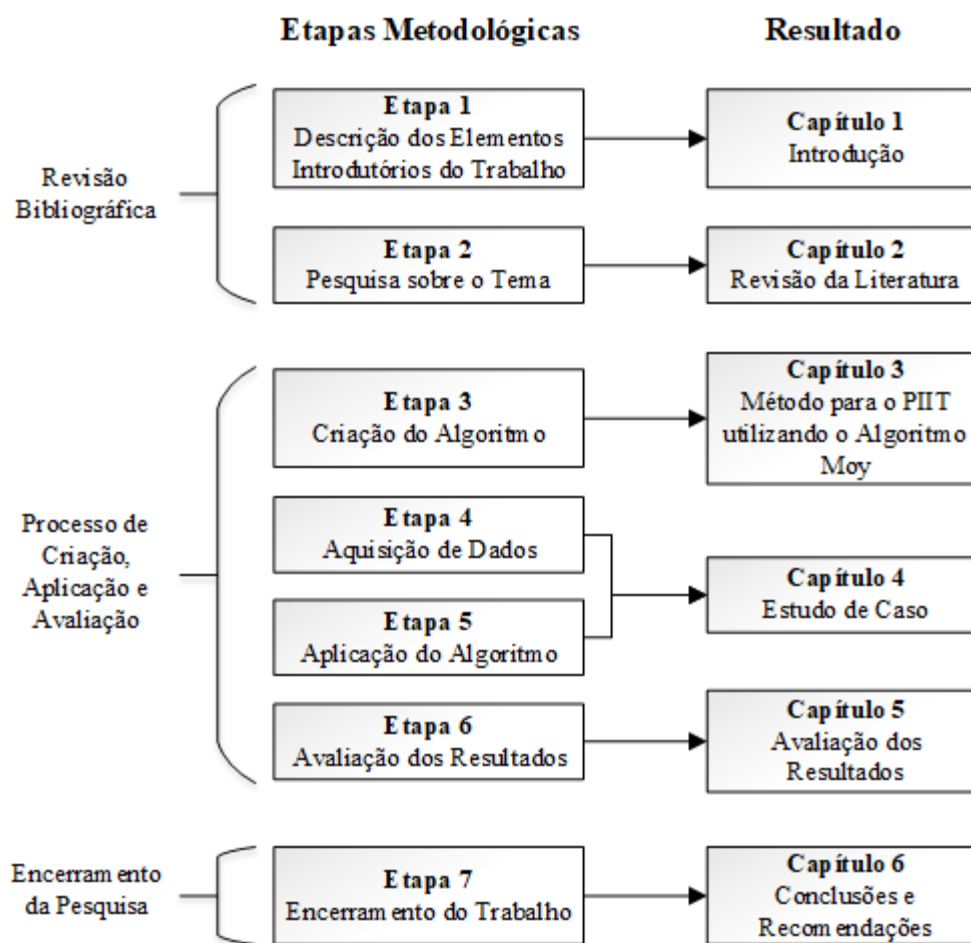 Etapas Metodológicas
Resultado
Revisão
Bibliográfica
Etapa 1
Descrição dos Elementos
Introdutórios do Trabalho
Capítulo 1
Introdução
Etapa 2
Pesquisa sobre o Tema
Capítulo 2
Revisão da Literatura
Processo de
Criação,
Aplicação e
Avaliação
Etapa 3
Criação do Algoritmo
Capítulo 3
Método para o PIIT
utilizando o Algoritmo
Moy
Etapa 4
Aquisição de Dados
Etapa 5
Aplicação do Algoritmo
Capítulo 4
Estudo de Caso
Etapa 6
Avaliação dos Resultados
Capítulo 5
Avaliação dos
Resultados
Encerramento
da Pesquisa
Etapa 7
Encerramento do Trabalho
Capítulo 6
Conclusões e
Recomendações